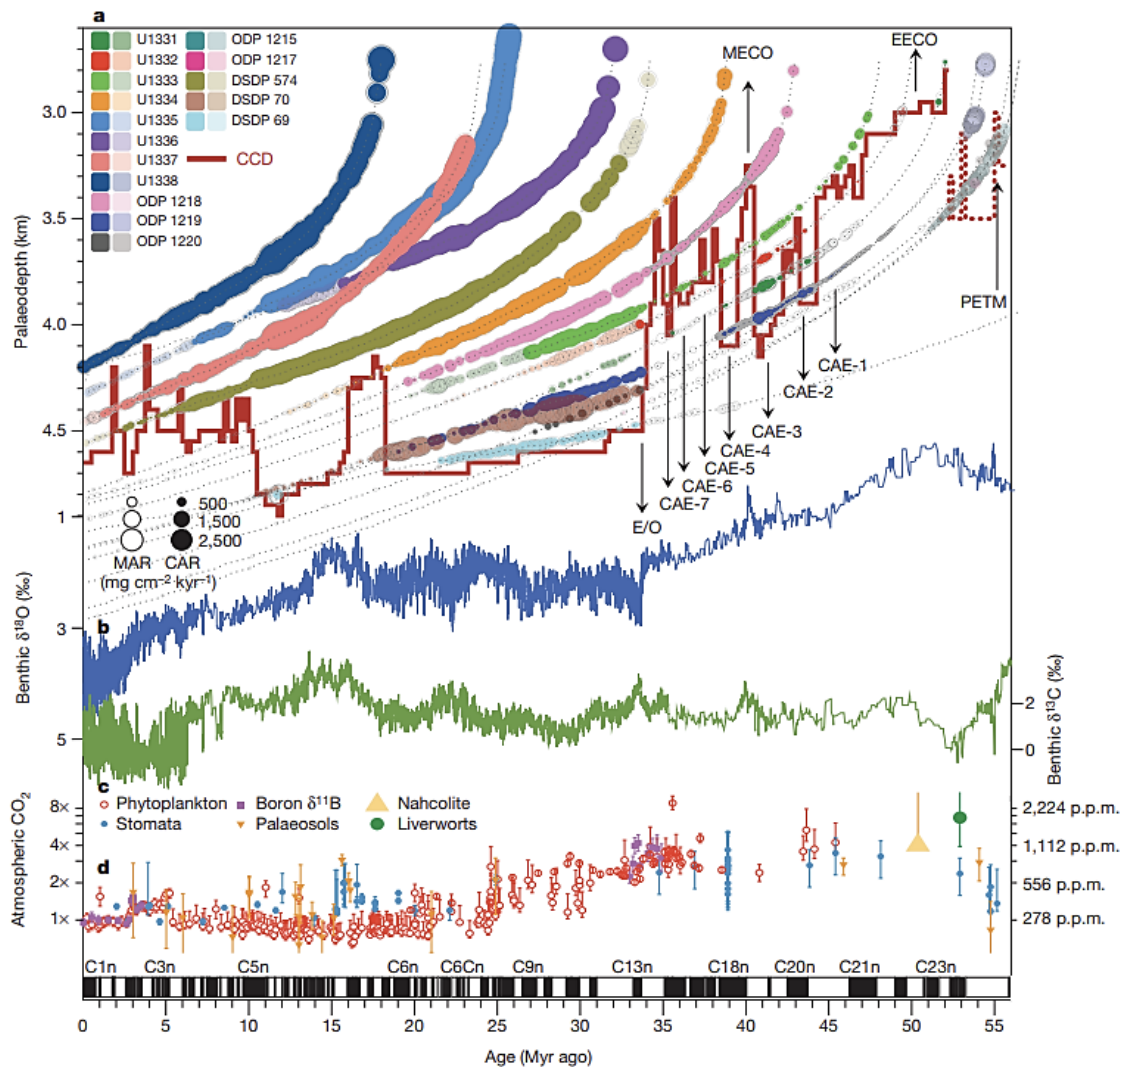 a
U1331 ODP 1215
U1332 ODP 1217
U1333 DSDP 574
U1334 DSDP 70
U1335 DSDP 69
U1336
U1337 CCD
U1338
ODP 1218
ODP 1219
ODP 1220
MECO
EECO
PETM
CAE-1
CAE-2
CAE-3
CAE-4
CAE-5
CAE-6
CAE-7
E/O
Palaeodepth (km)
3.0
3.5
4.0
4.5
500
1,500
2,500
MAR CAR
(mg cm⁻² kyr⁻¹)
b
Benthic δ¹⁸O (‰)
1
3
5
Benthic δ¹³C (‰)
2
0
c
Phytoplankton Boron δ¹¹B Nahcolite
Stomata Palaeosols Liverworts
d
Atmospheric CO₂
8×
4×
2×
1×
2,224 p.p.m.
1,112 p.p.m.
556 p.p.m.
278 p.p.m.
C1n C3n C5n C6n C6Cn C9n C13n C18n C20n C21n C23n
0 5 10 15 20 25 30 35 40 45 50 55
Age (Myr ago)